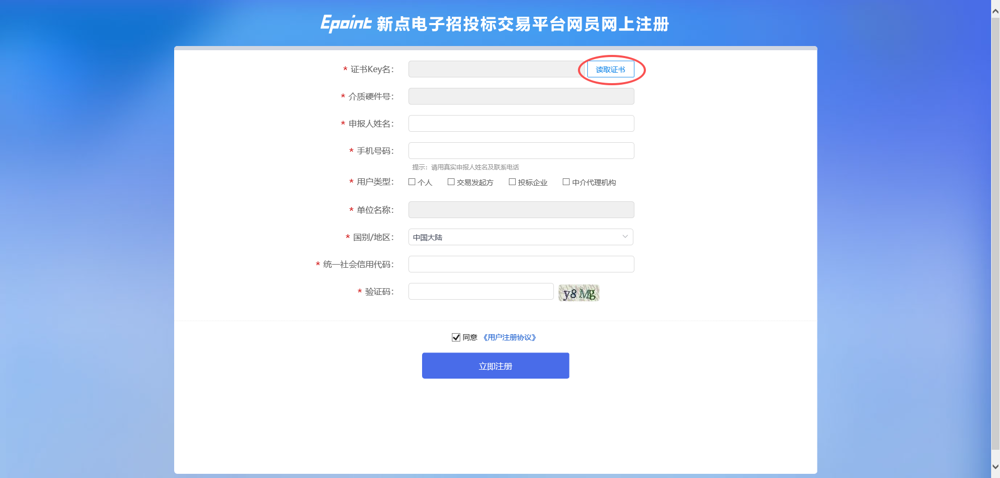 Epoint 新点电子招投标交易平台网员网上注册
* 证书Key名： 读取证书
* 介质硬件号：
* 申报人姓名：
* 手机号码：
提示：请用真实申报人姓名及联系电话
* 用户类型： 个人 交易发起方 投标企业 中介代理机构
* 单位名称：
* 国别/地区： 中国大陆
* 统一社会信用代码：
* 验证码： y8Mg
同意 《用户注册协议》
立即注册